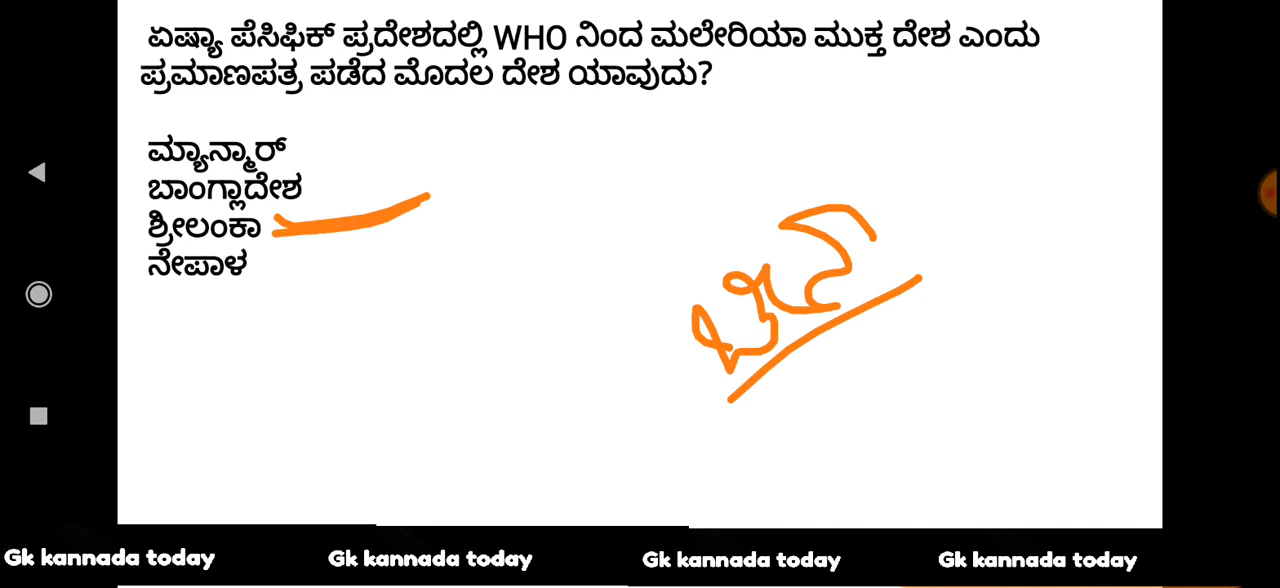 ಏಷ್ಯಾ ಪೆಸಿಫಿಕ್ ಪ್ರದೇಶದಲ್ಲಿ WHO ನಿಂದ ಮಲೇರಿಯಾ ಮುಕ್ತ ದೇಶ ಎಂದು
ಪ್ರಮಾಣಪತ್ರ ಪಡೆದ ಮೊದಲ ದೇಶ ಯಾವುದು?
ಮ್ಯಾನ್ಮಾರ್
ಬಾಂಗ್ಲಾದೇಶ
ಶ್ರೀಲಂಕಾ
ನೇಪಾಳ
Gk kannada today Gk kannada today Gk kannada today Gk kannada today